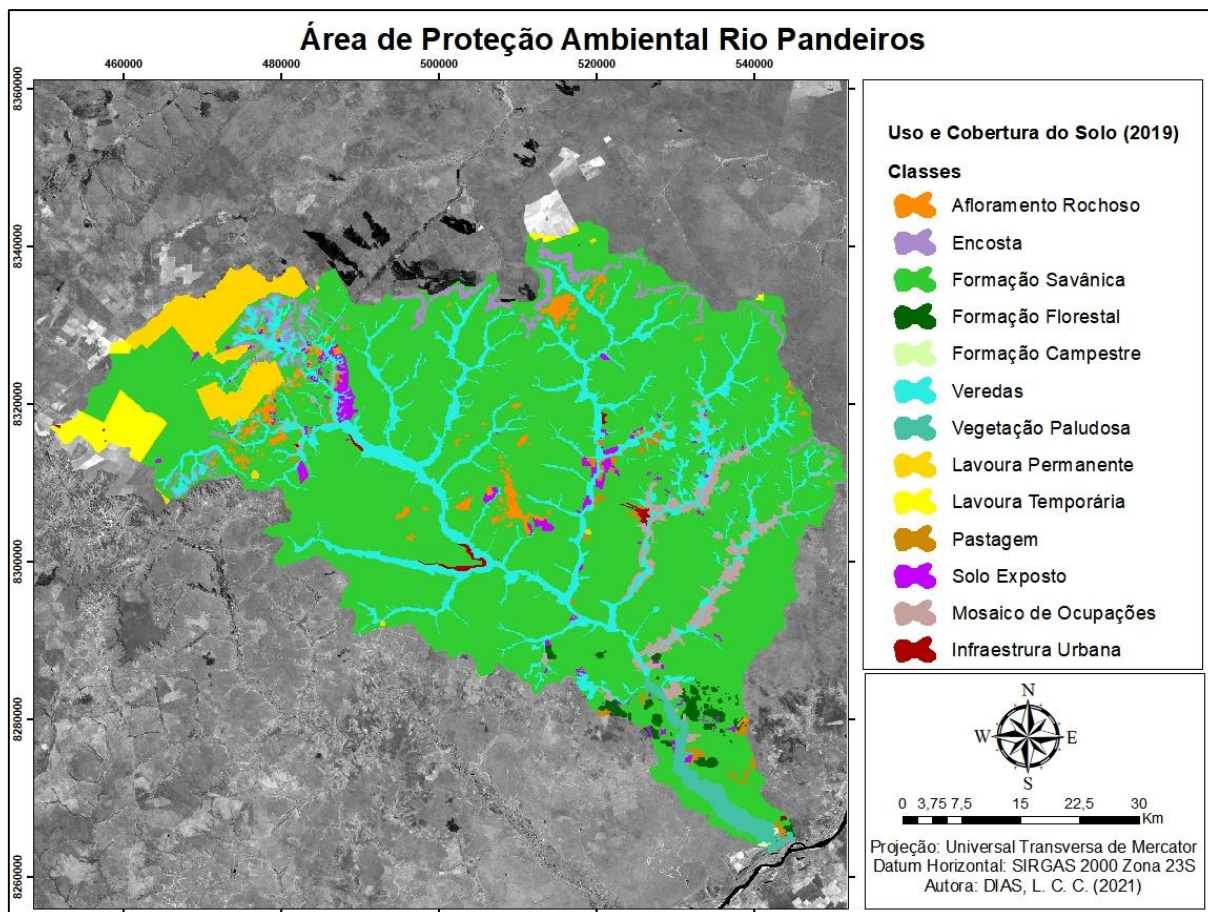 Área de Proteção Ambiental Rio Pandeiros
460000
480000
500000
520000
540000
8360000
8340000
8320000
8300000
8280000
8260000
Uso e Cobertura do Solo (2019)
Classes
Afloramento Rochoso
Encosta
Formação Savânica
Formação Florestal
Formação Campestre
Veredas
Vegetação Paludosa
Lavoura Permanente
Lavoura Temporária
Pastagem
Solo Exposto
Mosaico de Ocupações
Infraestrura Urbana
N
W E
S
0 3,75 7,5 15 22,5 30
Km
Projeção: Universal Transversa de Mercator
Datum Horizontal: SIRGAS 2000 Zona 23S
Autora: DIAS, L. C. C. (2021)